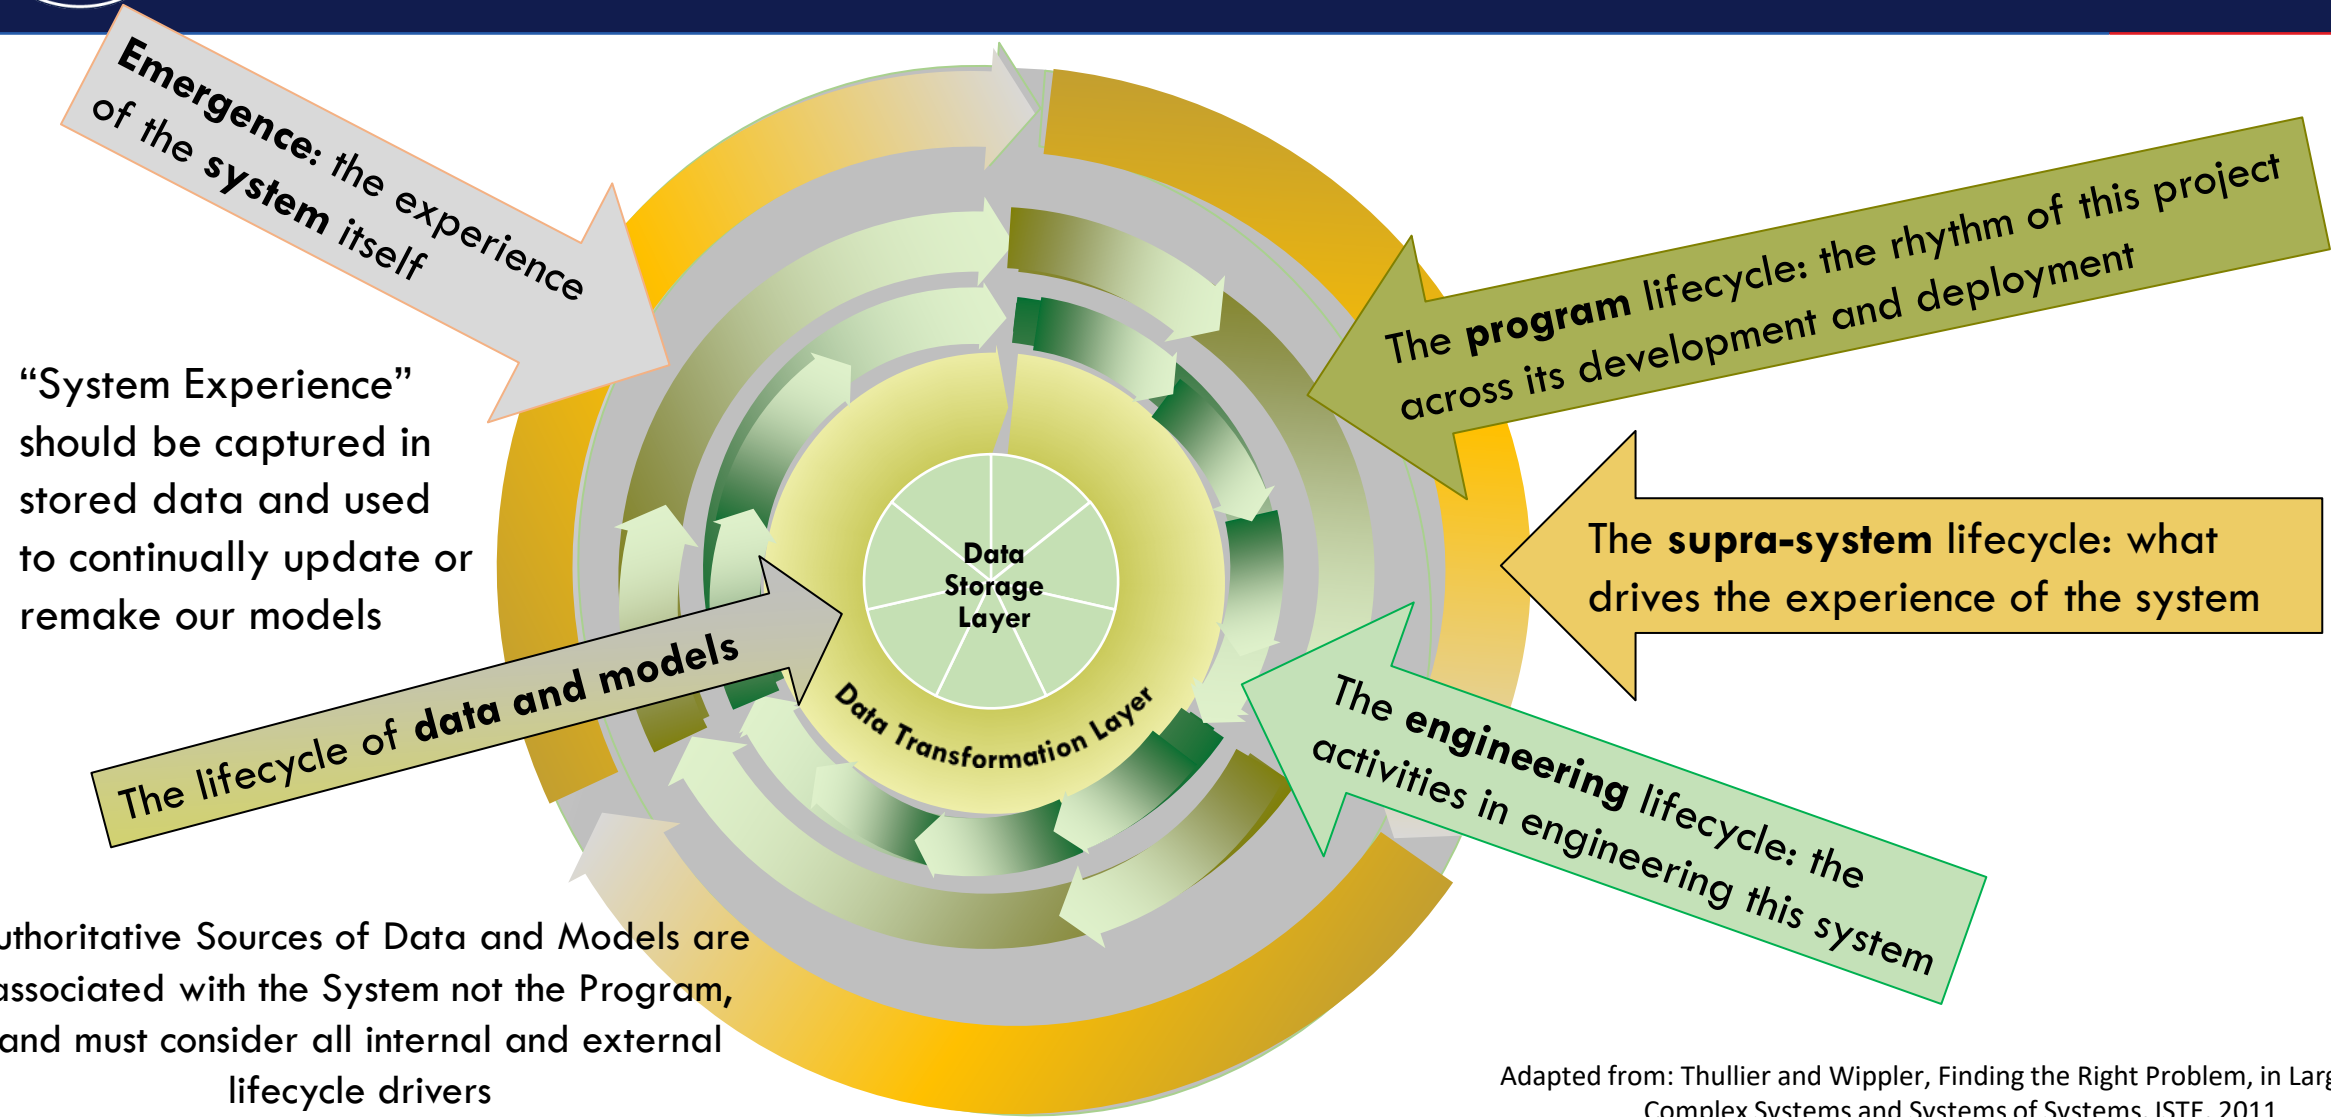 Emergence: the experience
of the system itself
The program lifecycle: the rhythm of this project
across its development and deployment
“System Experience”
should be captured in
stored data and used
to continually update or
remake our models
The supra-system lifecycle: what
drives the experience of the system
Data
Storage
Layer
Data Transformation Layer
The lifecycle of data and models
The engineering lifecycle: the
activities in engineering this system
uthoritative Sources of Data and Models are
associated with the System not the Program,
and must consider all internal and external
lifecycle drivers
Adapted from: Thullier and Wippler, Finding the Right Problem, in Larg
Complex Systems and Systems of Systems, ISTE, 2011